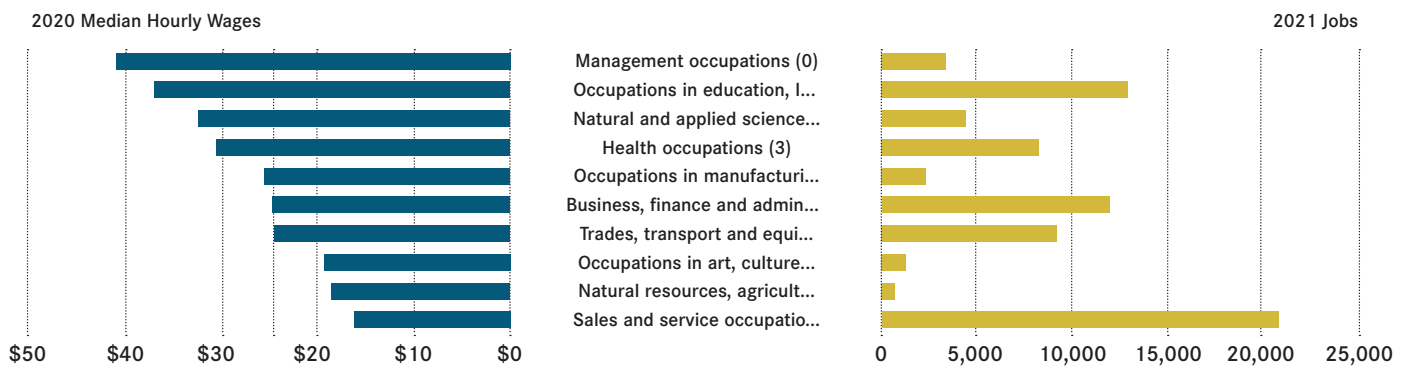 2020 Median Hourly Wages
2021 Jobs
Management occupations (0)
Occupations in education, l...
Natural and applied science...
Health occupations (3)
Occupations in manufacturi...
Business, finance and admin...
Trades, transport and equi...
Occupations in art, culture...
Natural resources, agricult...
Sales and service occupatio...
$50 $40 $30 $20 $10 $0
0 5,000 10,000 15,000 20,000 25,000